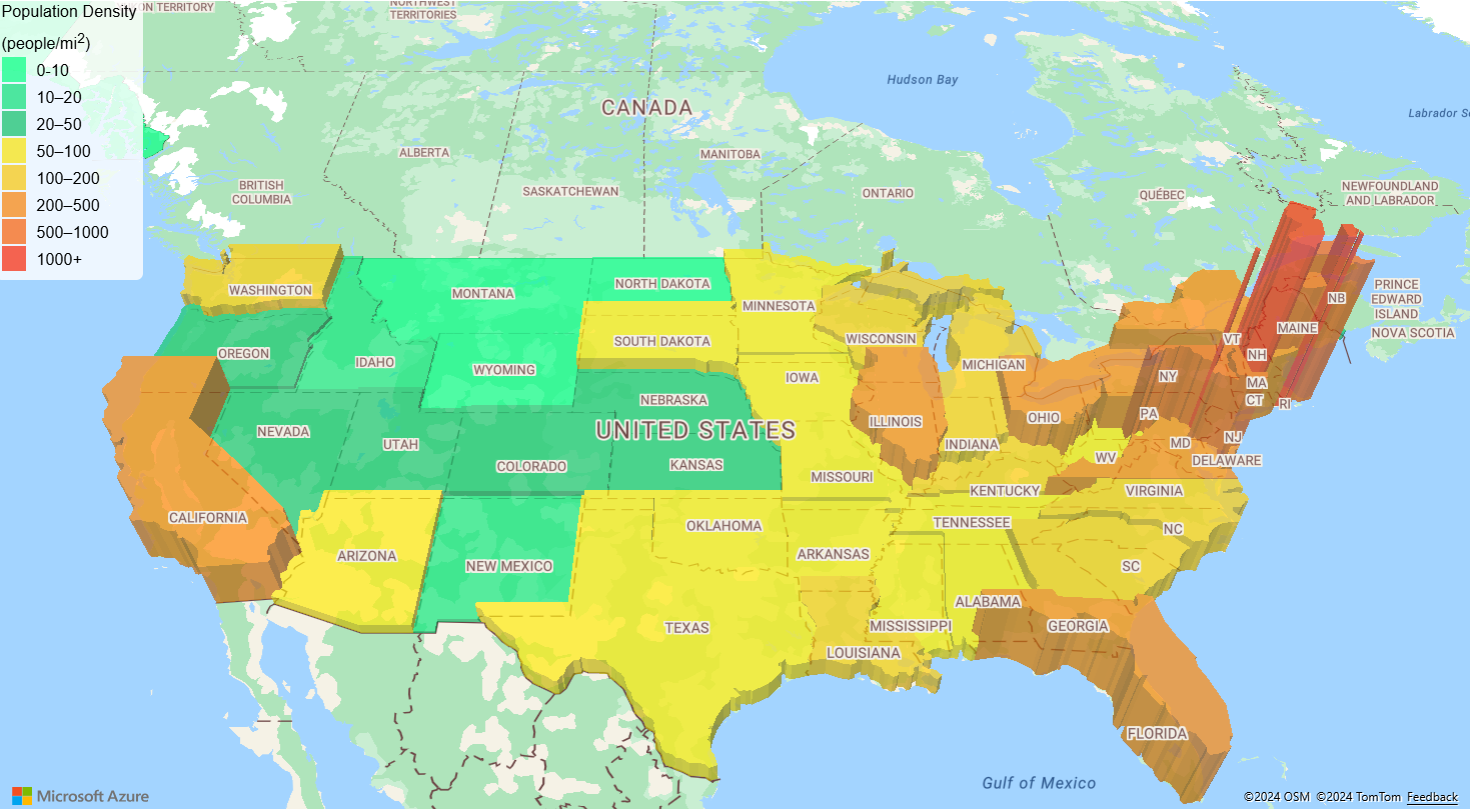 Population Density
(people/mi2)
0-10
10–20
20–50
50–100
100–200
200–500
500–1000
1000+
ON TERRITORY
NORTHWEST
TERRITORIES
Hudson Bay
CANADA
Labrador Se
ALBERTA
MANITOBA
BRITISH
COLUMBIA
SASKATCHEWAN
ONTARIO
QUÉBEC
NEWFOUNDLAND
AND LABRADOR
WASHINGTON
MONTANA
NORTH DAKOTA
MINNESOTA
NB
PRINCE
EDWARD
ISLAND
MAINE
NOVA SCOTIA
OREGON
IDAHO
WYOMING
SOUTH DAKOTA
WISCONSIN
MICHIGAN
VT
NH
NY
MA
CT
RI
IOWA
NEBRASKA
NEVADA
UTAH
UNITED STATES
ILLINOIS
INDIANA
OHIO
PA
MD
NJ
DELAWARE
COLORADO
KANSAS
MISSOURI
WV
KENTUCKY
VIRGINIA
CALIFORNIA
ARIZONA
NEW MEXICO
OKLAHOMA
ARKANSAS
TENNESSEE
NC
SC
TEXAS
LOUISIANA
MISSISSIPPI
ALABAMA
GEORGIA
FLORIDA
Gulf of Mexico
Microsoft Azure
©2024 OSM ©2024 TomTom Feedback